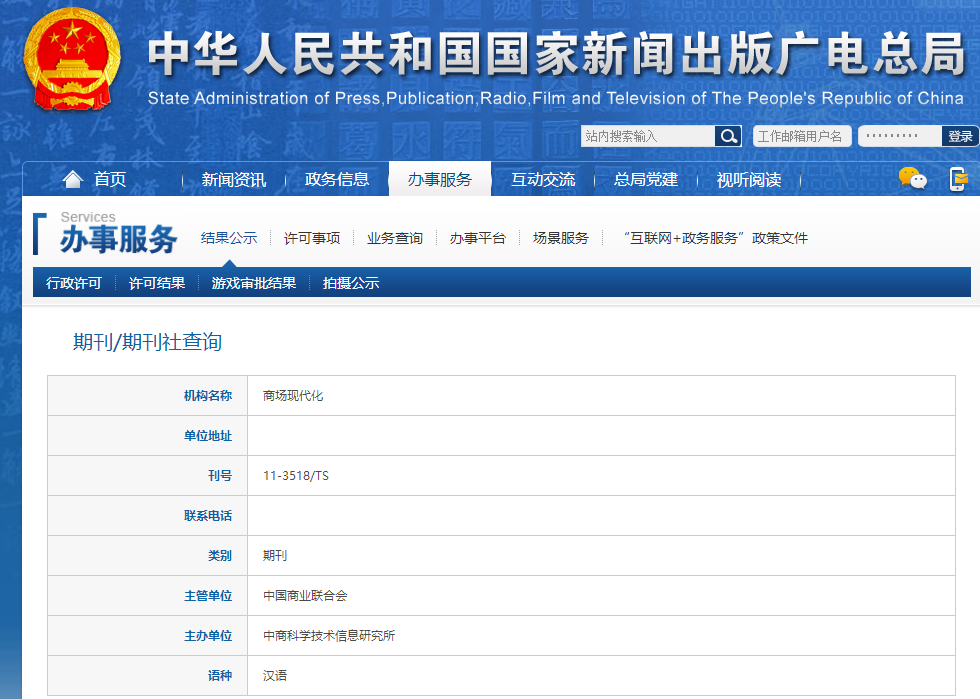 中华人民共和国国家新闻出版广电总局
State Administration of Press,Publication,Radio,Film and Television of The People's Republic of China
站内搜索输入 工作邮箱用户名 ········· 登录
首页 新闻资讯 政务信息 办事服务 互动交流 总局党建 视听阅读
Services
办事服务 结果公示 许可事项 业务查询 办事平台 场景服务 “互联网+政务服务”政策文件
行政许可 许可结果 游戏审批结果 拍摄公示
期刊/期刊社查询
机构名称 商场现代化
单位地址
刊号 11-3518/TS
联系电话
类别 期刊
主管单位 中国商业联合会
主办单位 中商科学技术信息研究所
语种 汉语